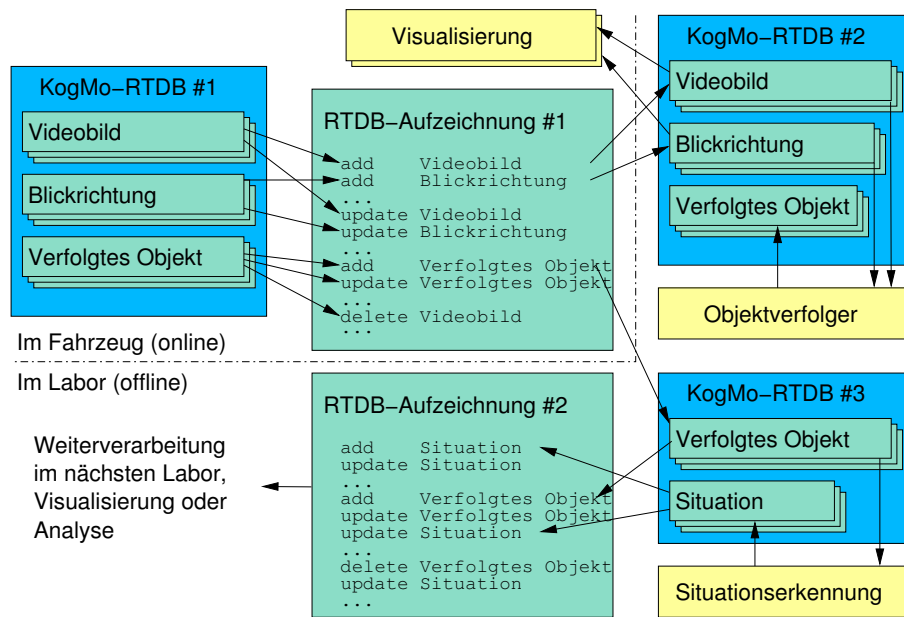 Visualisierung
KogMo−RTDB #1
Videobild
Blickrichtung
Verfolgtes Objekt
Im Fahrzeug (online)
RTDB−Aufzeichnung #1
add Videobild
add Blickrichtung
...
update Videobild
update Blickrichtung
...
add Verfolgtes Objekt
update Verfolgtes Objekt
...
delete Videobild
...
KogMo−RTDB #2
Videobild
Blickrichtung
Verfolgtes Objekt
Objektverfolger
Im Labor (offline)
Weiterverarbeitung
im nächsten Labor,
Visualisierung oder
Analyse
RTDB−Aufzeichnung #2
add Situation
update Situation
...
add Verfolgtes Objekt
update Verfolgtes Objekt
update Situation
...
delete Verfolgtes Objekt
update Situation
...
KogMo−RTDB #3
Verfolgtes Objekt
Situation
Situationserkennung